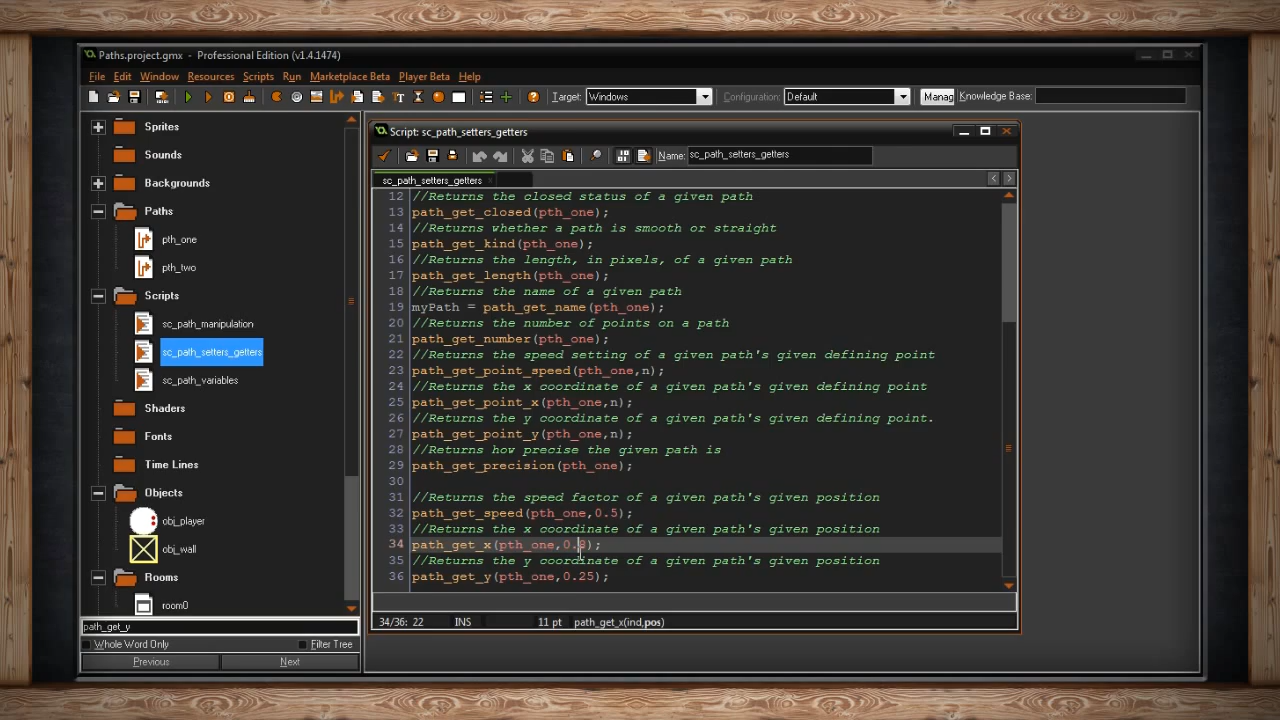 Paths.project.gmx - Professional Edition (v1.4.1474)
File Edit Window Resources Scripts Run Marketplace Beta Player Beta Help
Target: Windows Configuration: Default Manag Knowledge Base:
Sprites
Sounds
Backgrounds
Paths
pth_one
pth_two
Scripts
sc_path_manipulation
sc_path_setters_getters
sc_path_variables
Shaders
Fonts
Time Lines
Objects
obj_player
obj_wall
Rooms
room0
path_get_y
Whole Word Only Filter Tree
Previous Next
Script: sc_path_setters_getters
Name: sc_path_setters_getters
sc_path_setters_getters
12 //Returns the closed status of a given path
13 path_get_closed(pth_one);
14 //Returns whether a path is smooth or straight
15 path_get_kind(pth_one);
16 //Returns the length, in pixels, of a given path
17 path_get_length(pth_one);
18 //Returns the name of a given path
19 myPath = path_get_name(pth_one);
20 //Returns the number of points on a path
21 path_get_number(pth_one);
22 //Returns the speed setting of a given path's given defining point
23 path_get_point_speed(pth_one,n);
24 //Returns the x coordinate of a given path's given defining point
25 path_get_point_x(pth_one,n);
26 //Returns the y coordinate of a given path's given defining point.
27 path_get_point_y(pth_one,n);
28 //Returns how precise the given path is
29 path_get_precision(pth_one);
30
31 //Returns the speed factor of a given path's given position
32 path_get_speed(pth_one,0.5);
33 //Returns the x coordinate of a given path's given position
34 path_get_x(pth_one,0.8);
35 //Returns the y coordinate of a given path's given position
36 path_get_y(pth_one,0.25);
34/36: 22 INS 11 pt path_get_x(ind,pos)